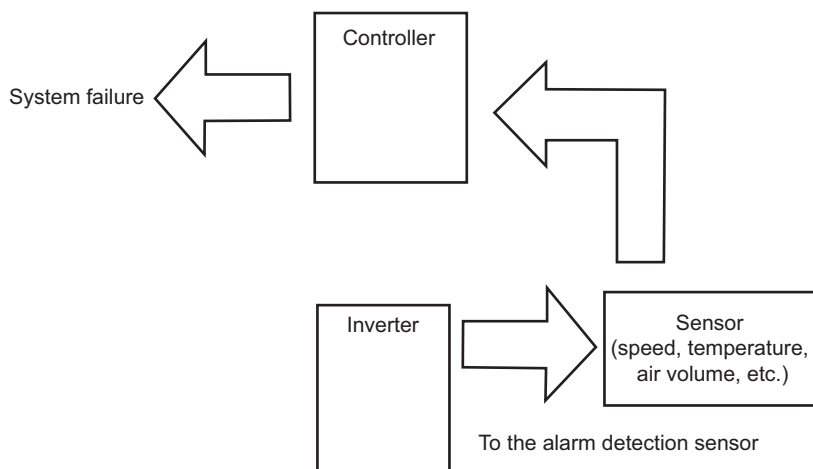 Controller
System failure
Inverter
Sensor
(speed, temperature,
air volume, etc.)
To the alarm detection sensor